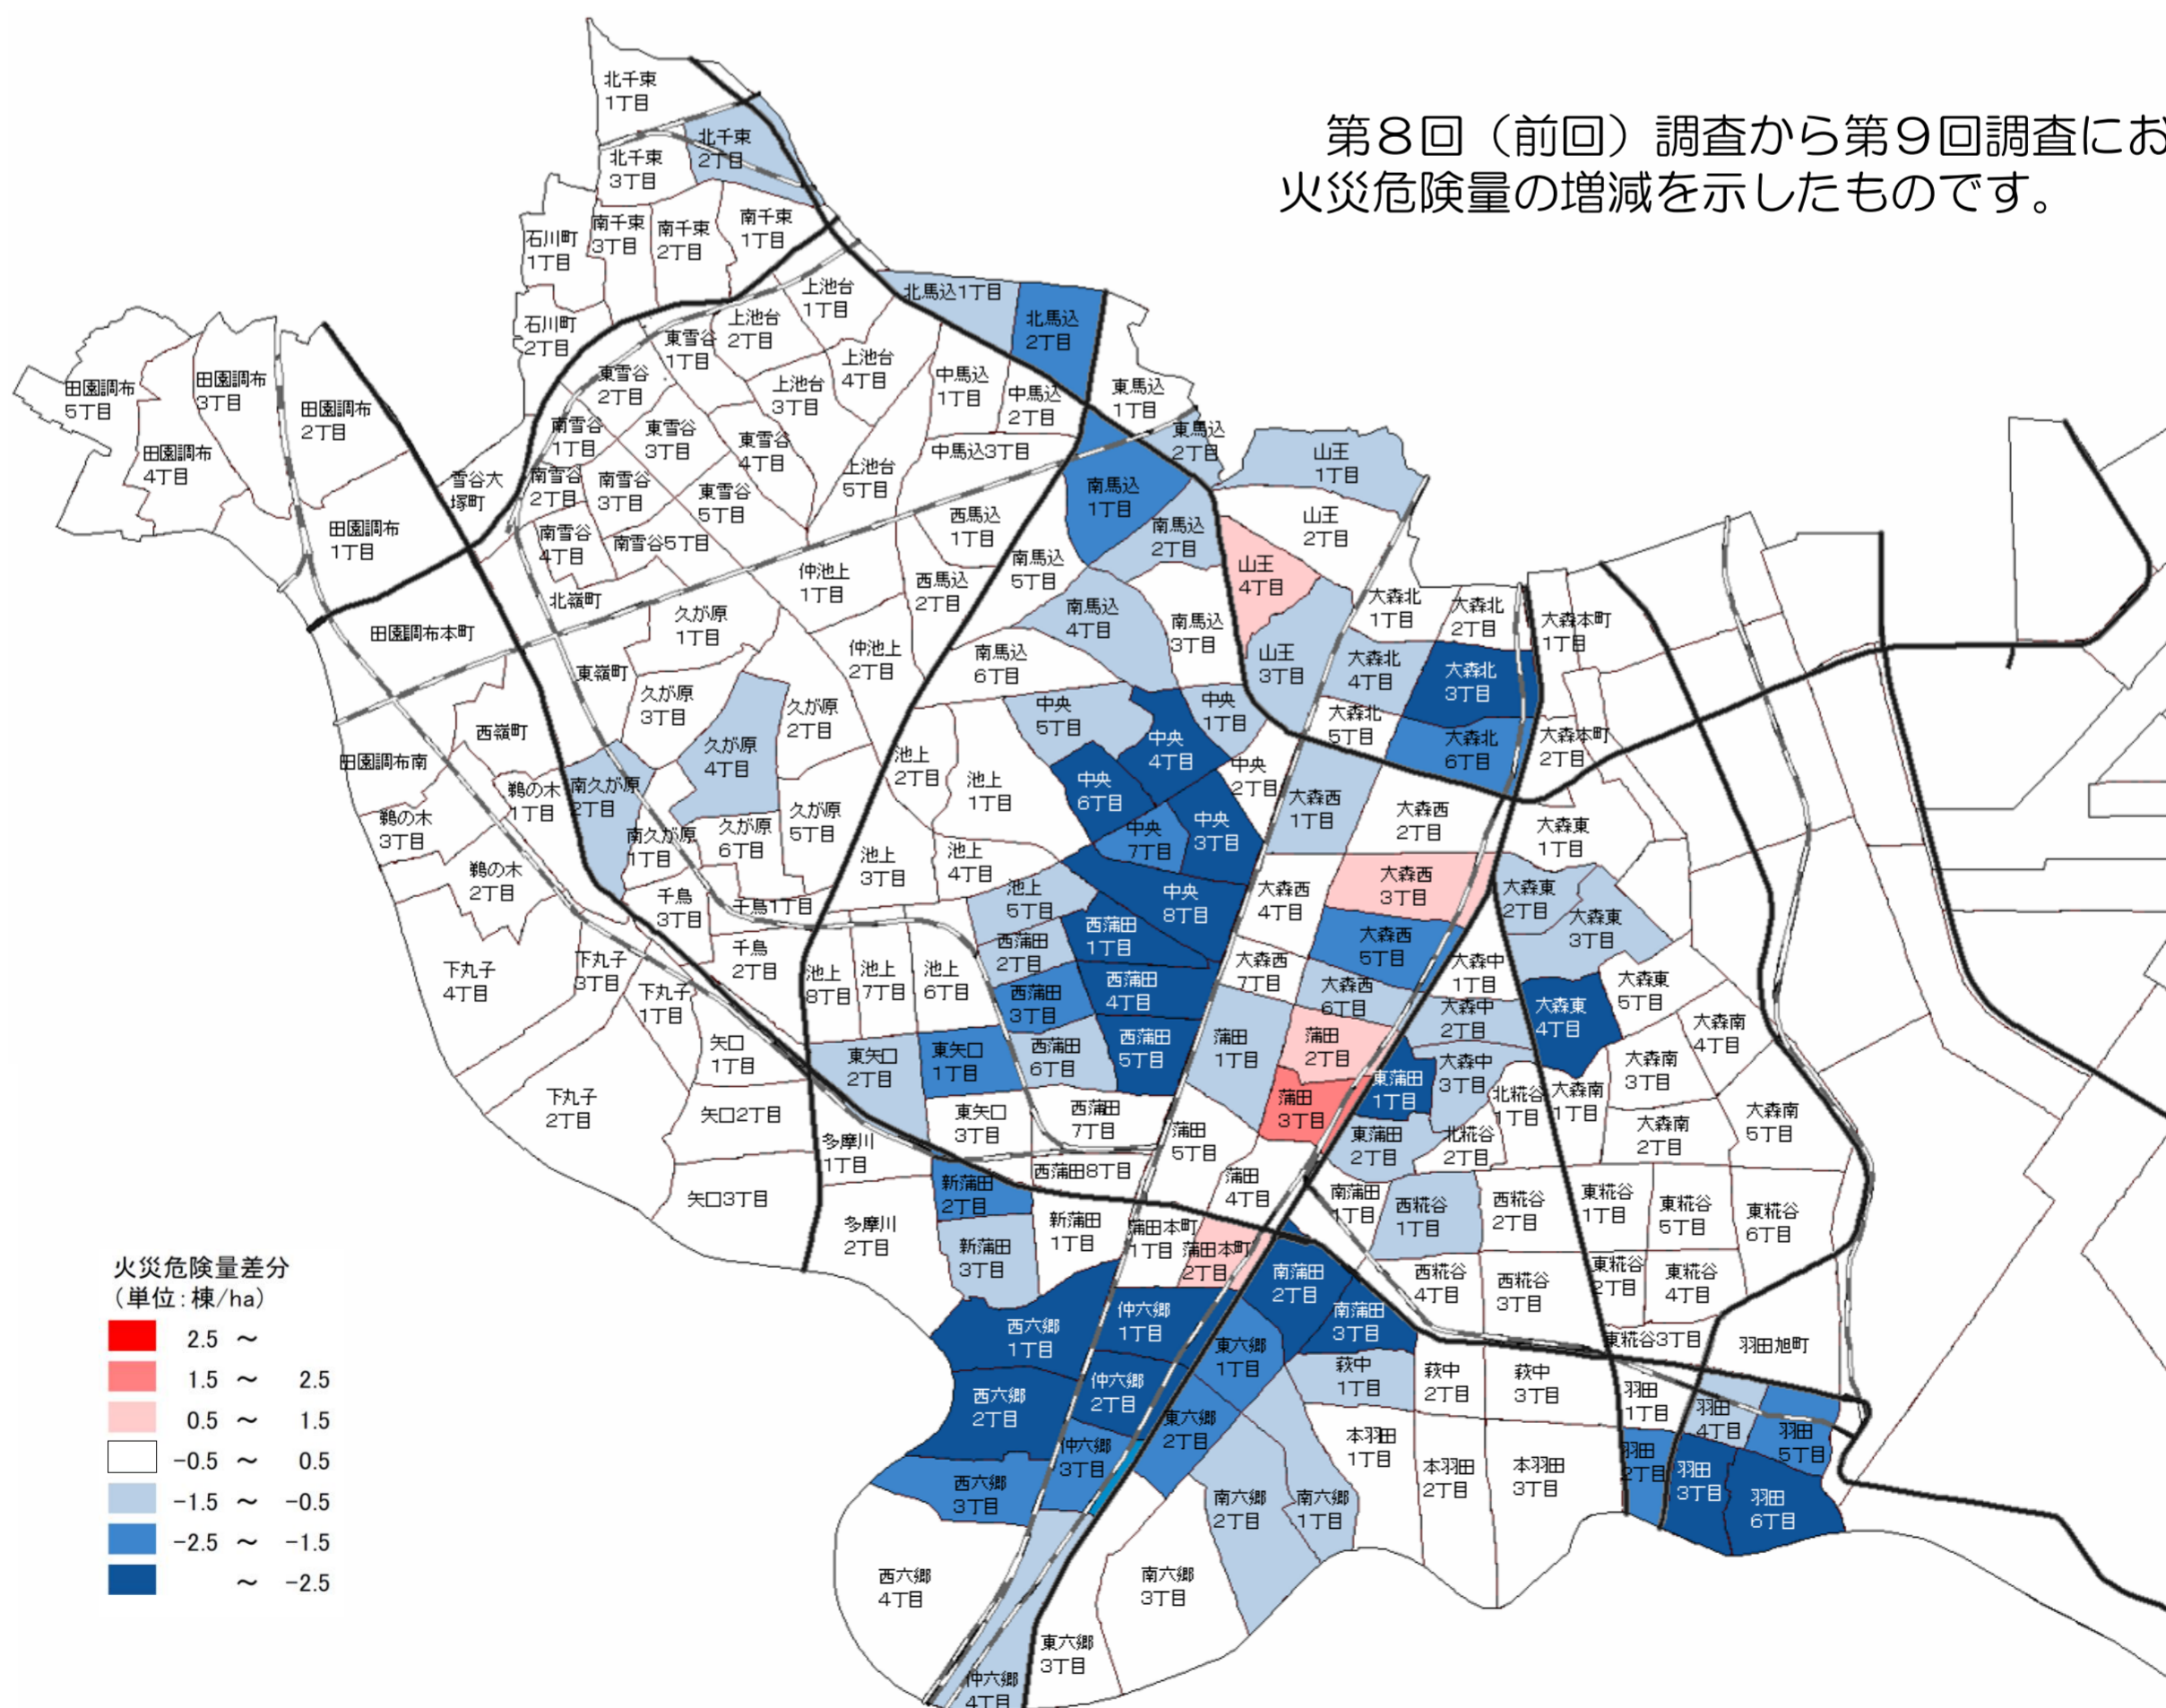 第８回（前回）調査から第９回調査にお
火災危険量の増減を示したものです。
北千束
1丁目
北千束
2丁目
北千束
3丁目
南千束
3丁目
南千束
2丁目
南千束
1丁目
石川町
1丁目
石川町
2丁目
上池台
1丁目
上池台
2丁目
東雪谷
1丁目
東雪谷
2丁目
上池台
3丁目
上池台
4丁目
北馬込1丁目
北馬込
2丁目
中馬込
1丁目
中馬込
2丁目
東馬込
1丁目
東馬込
2丁目
中馬込3丁目
田園調布
5丁目
田園調布
3丁目
田園調布
2丁目
田園調布
4丁目
田園調布
1丁目
雪谷大
塚町
南雪谷
1丁目
東雪谷
3丁目
東雪谷
4丁目
南雪谷
2丁目
南雪谷
3丁目
東雪谷
5丁目
上池台
5丁目
南雪谷
4丁目
南雪谷5丁目
西馬込
1丁目
南馬込
1丁目
南馬込
2丁目
山王
1丁目
山王
2丁目
山王
4丁目
山王
3丁目
南馬込
5丁目
西馬込
2丁目
仲池上
1丁目
北嶺町
久が原
1丁目
田園調布本町
東嶺町
仲池上
2丁目
南馬込
4丁目
南馬込
3丁目
南馬込
6丁目
大森北
1丁目
大森北
2丁目
大森本町
1丁目
大森北
4丁目
大森北
3丁目
大森北
5丁目
大森北
6丁目
大森本町
2丁目
久が原
3丁目
久が原
2丁目
久が原
4丁目
西嶺町
田園調布南
鵜の木
1丁目
南久が原
2丁目
鵜の木
3丁目
鵜の木
2丁目
南久が原
1丁目
久が原
6丁目
久が原
5丁目
池上
2丁目
池上
1丁目
池上
3丁目
池上
4丁目
中央
5丁目
中央
1丁目
中央
4丁目
中央
6丁目
中央
2丁目
中央
7丁目
中央
3丁目
中央
8丁目
大森西
1丁目
大森西
2丁目
大森西
3丁目
大森西
4丁目
大森西
5丁目
大森西
7丁目
大森西
6丁目
大森東
1丁目
大森東
2丁目
大森東
3丁目
大森東
4丁目
大森東
5丁目
大森中
1丁目
大森中
2丁目
大森中
3丁目
千鳥
3丁目
千鳥1丁目
千鳥
2丁目
池上
5丁目
池上
8丁目
池上
7丁目
池上
6丁目
西蒲田
1丁目
西蒲田
2丁目
西蒲田
3丁目
西蒲田
4丁目
西蒲田
5丁目
西蒲田
6丁目
西蒲田
7丁目
西蒲田8丁目
下丸子
4丁目
下丸子
3丁目
下丸子
1丁目
下丸子
2丁目
矢口
1丁目
矢口2丁目
矢口3丁目
東矢口
2丁目
東矢口
1丁目
東矢口
3丁目
多摩川
1丁目
多摩川
2丁目
蒲田
1丁目
蒲田
2丁目
蒲田
3丁目
蒲田
5丁目
蒲田
4丁目
東蒲田
1丁目
東蒲田
2丁目
北糀谷
1丁目
北糀谷
2丁目
大森南
1丁目
大森南
4丁目
大森南
3丁目
大森南
2丁目
大森南
5丁目
新蒲田
2丁目
新蒲田
3丁目
新蒲田
1丁目
蒲田本町
1丁目
蒲田本町
2丁目
南蒲田
1丁目
南蒲田
2丁目
南蒲田
3丁目
西糀谷
1丁目
西糀谷
2丁目
西糀谷
4丁目
西糀谷
3丁目
東糀谷
1丁目
東糀谷
5丁目
東糀谷
6丁目
東糀谷
2丁目
東糀谷
4丁目
東糀谷3丁目
羽田旭町
西六郷
1丁目
西六郷
2丁目
西六郷
3丁目
西六郷
4丁目
仲六郷
1丁目
仲六郷
2丁目
仲六郷
3丁目
仲六郷
4丁目
東六郷
1丁目
東六郷
2丁目
東六郷
3丁目
南六郷
2丁目
南六郷
1丁目
南六郷
3丁目
萩中
1丁目
萩中
2丁目
萩中
3丁目
本羽田
1丁目
本羽田
2丁目
本羽田
3丁目
羽田
1丁目
羽田
4丁目
羽田
5丁目
羽田
2丁目
羽田
3丁目
羽田
6丁目
火災危険量差分
（単位：棟/ha）
2.5 ～
1.5 ～ 2.5
0.5 ～ 1.5
-0.5 ～ 0.5
-1.5 ～ -0.5
-2.5 ～ -1.5
～ -2.5